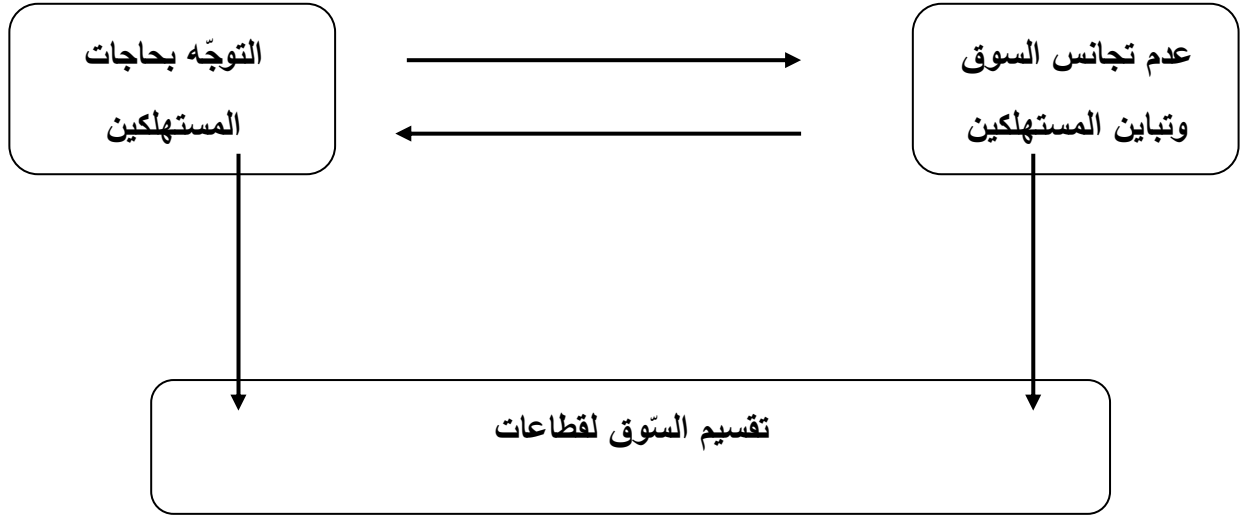 عدم تجانس السوق
وتباين المستهلكين
التوجّه بحاجات
المستهلكين
تقسيم السّوق لقطاعات